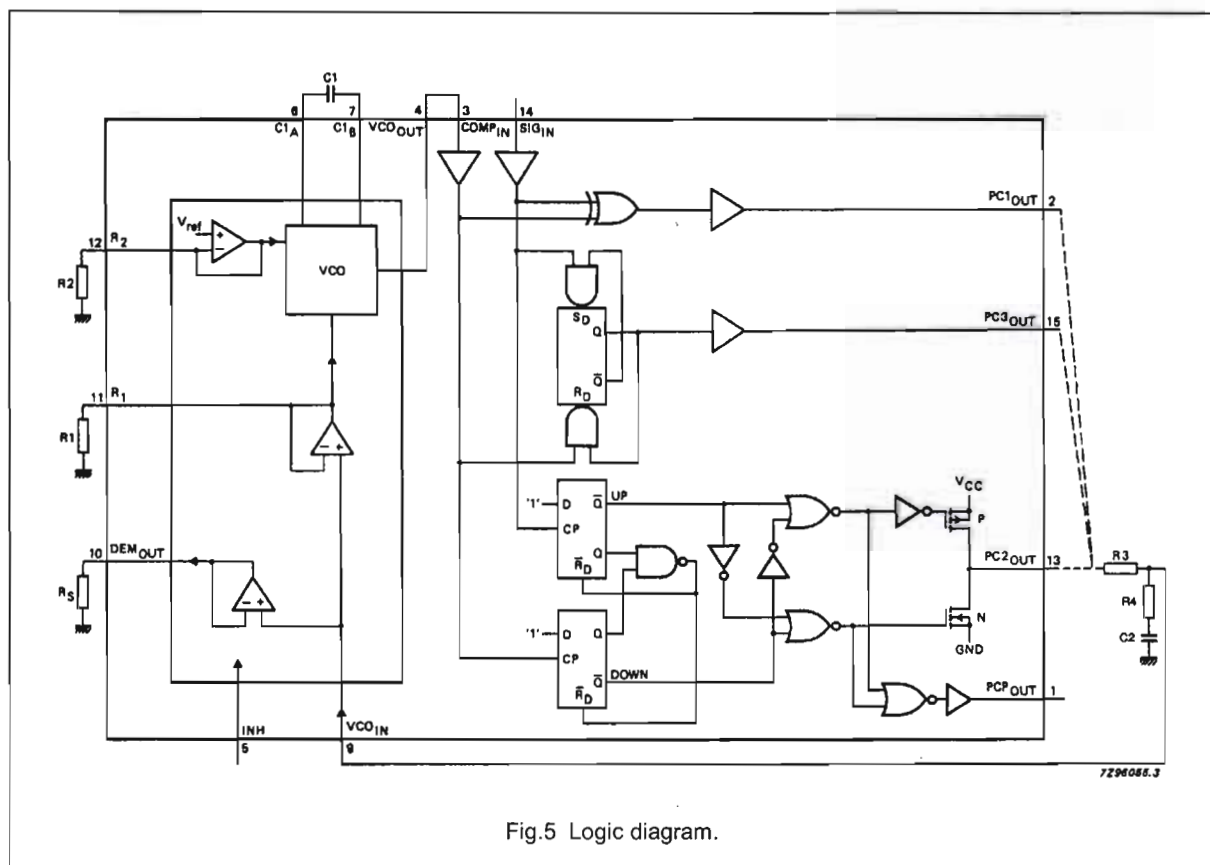 C1
6
7
4
3
14
C1A
C1B
VCOOUT
COMPIN
SIGIN
Vref
+
−
12
R2
R2
VCO
PC1OUT
2
SD
Q
Q̅
RD
PC3OUT
15
11
R1
R1
− +
'1'
D
Q̅
UP
CP
Q
R̅D
VCC
P
10
DEMOUT
RS
− +
PC2OUT
13
R3
R4
C2
N
GND
'1'
D
Q
CP
Q̅
DOWN
R̅D
PCPOUT
1
INH
5
VCOIN
9
7Z96086.3
Fig.5 Logic diagram.